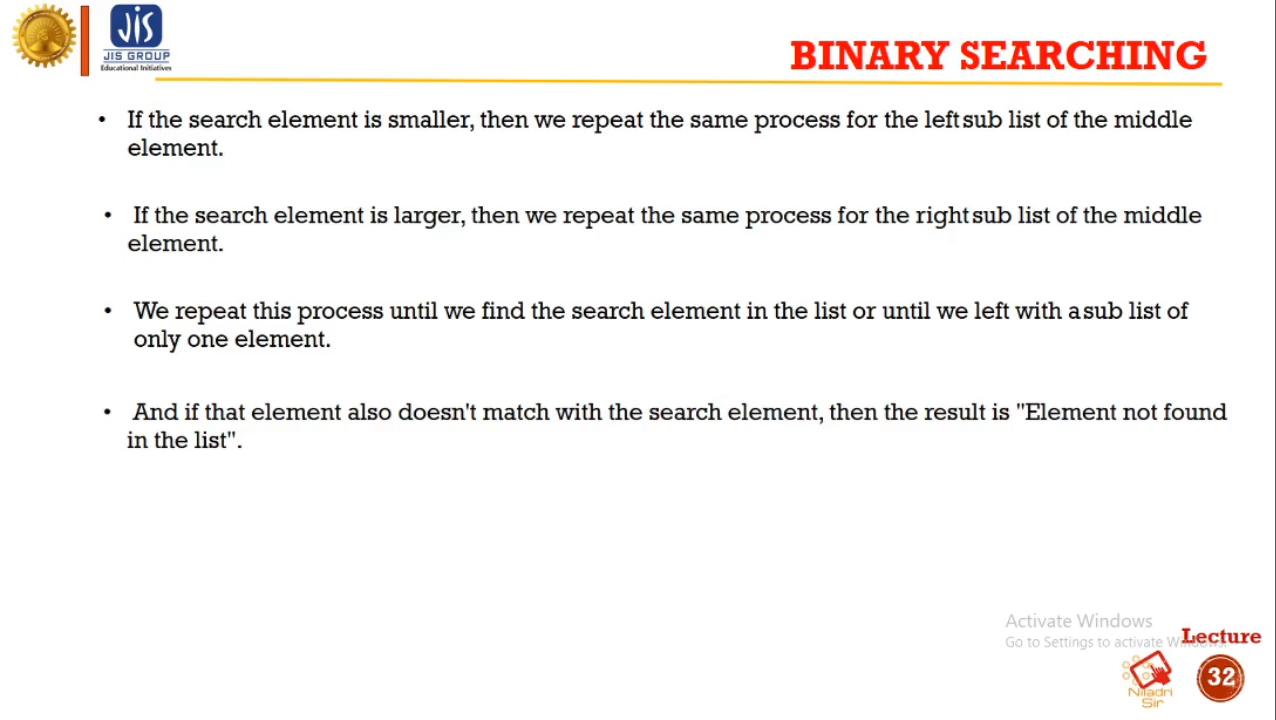 JIS
JIS GROUP
Educational Initiatives
BINARY SEARCHING
• If the search element is smaller, then we repeat the same process for the left sub list of the middle
element.
• If the search element is larger, then we repeat the same process for the right sub list of the middle
element.
• We repeat this process until we find the search element in the list or until we left with a sub list of
only one element.
• And if that element also doesn't match with the search element, then the result is "Element not found
in the list".
Activate Windows
Go to Settings to activate Windows.
Lecture
32
Niladri
Sir